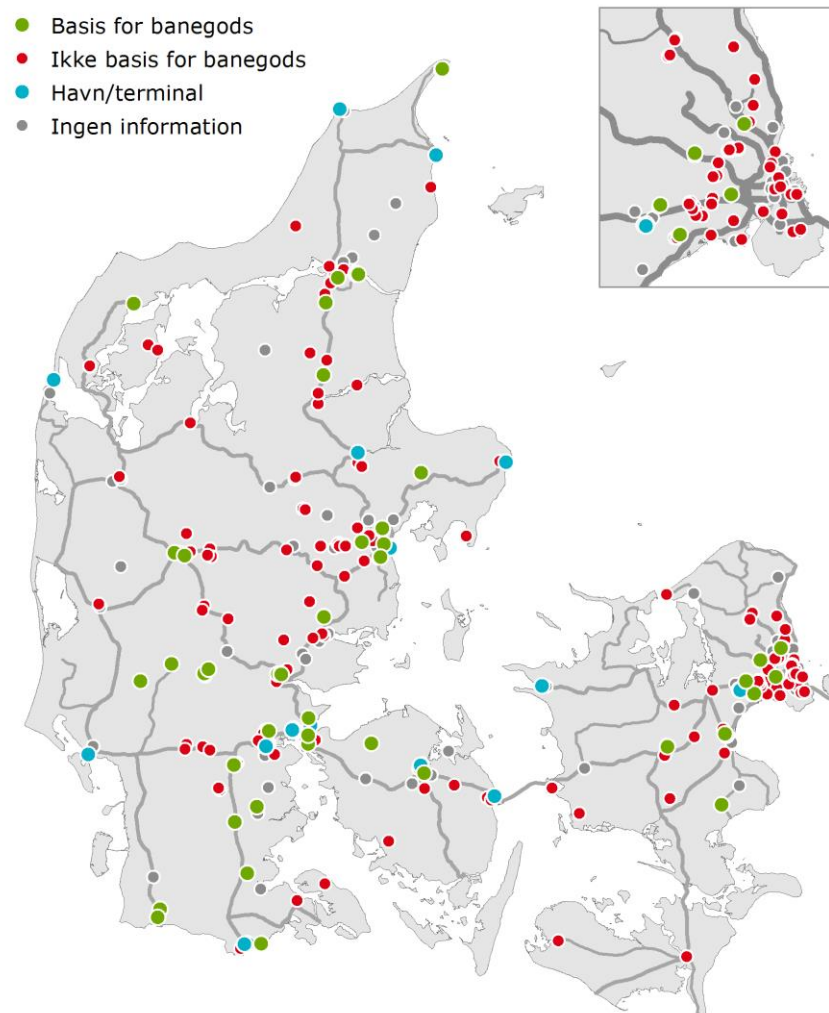 Basis for banegods
Ikke basis for banegods
Havn/terminal
Ingen information